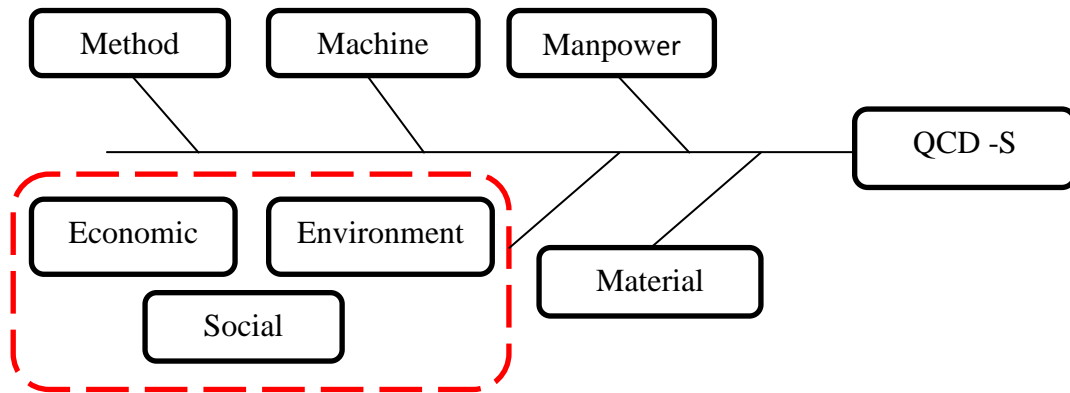 Method
Machine
Manpower
QCD -S
Economic
Environment
Material
Social